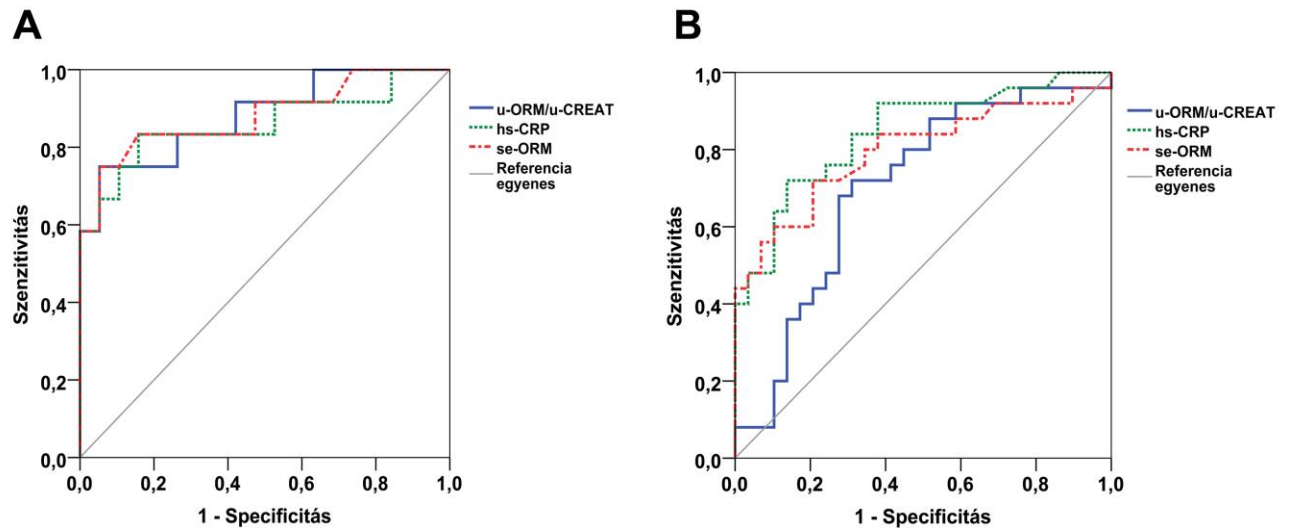 A
1,0
0,8
0,6
0,4
0,2
0,0
Szenzitivitás
0,0 0,2 0,4 0,6 0,8 1,0
1 - Specificitás
u-ORM/u-CREAT
hs-CRP
se-ORM
Referencia
egyenes
B
1,0
0,8
0,6
0,4
0,2
0,0
Szenzitivitás
0,0 0,2 0,4 0,6 0,8 1,0
1 - Specificitás
u-ORM/u-CREAT
hs-CRP
se-ORM
Referencia
egyenes